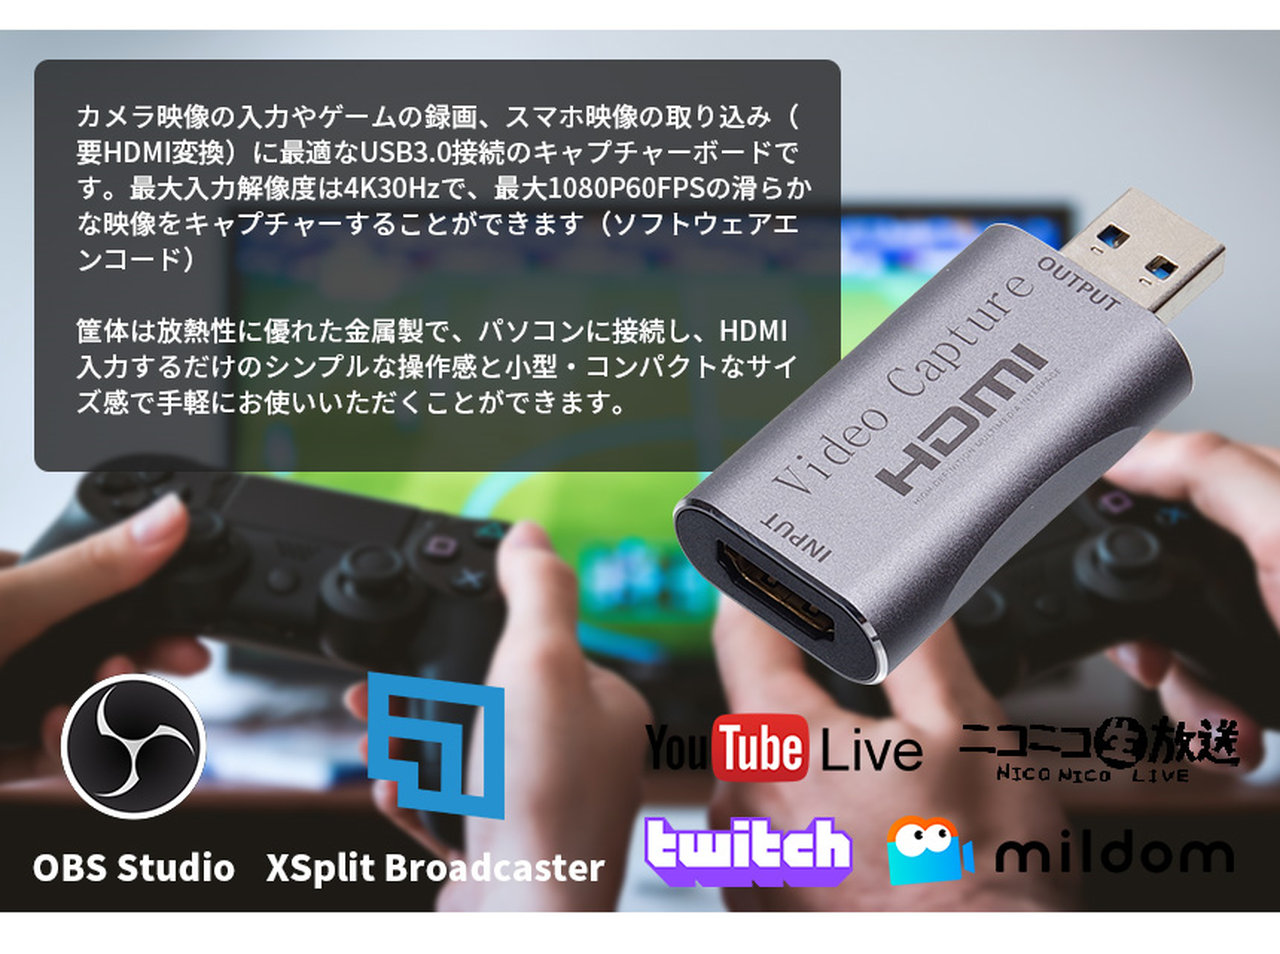 カメラ映像の入力やゲームの録画、スマホ映像の取り込み（
要HDMI変換）に最適なUSB3.0接続のキャプチャーボードで
す。最大入力解像度は4K30Hzで、最大1080P60FPSの滑らか
な映像をキャプチャーすることができます（ソフトウェアエ
ンコード）
筐体は放熱性に優れた金属製で、パソコンに接続し、HDMI
入力するだけのシンプルな操作感と小型・コンパクトなサイ
ズ感で手軽にお使いいただくことができます。
OUTPUT
Video Capture
HDMI
HIGH-DEFINITION MULTIMEDIA INTERFACE
INPUT
OBS Studio
XSplit Broadcaster
YouTube Live
ニコニコ生放送
NICO NICO LIVE
twitch
mildom